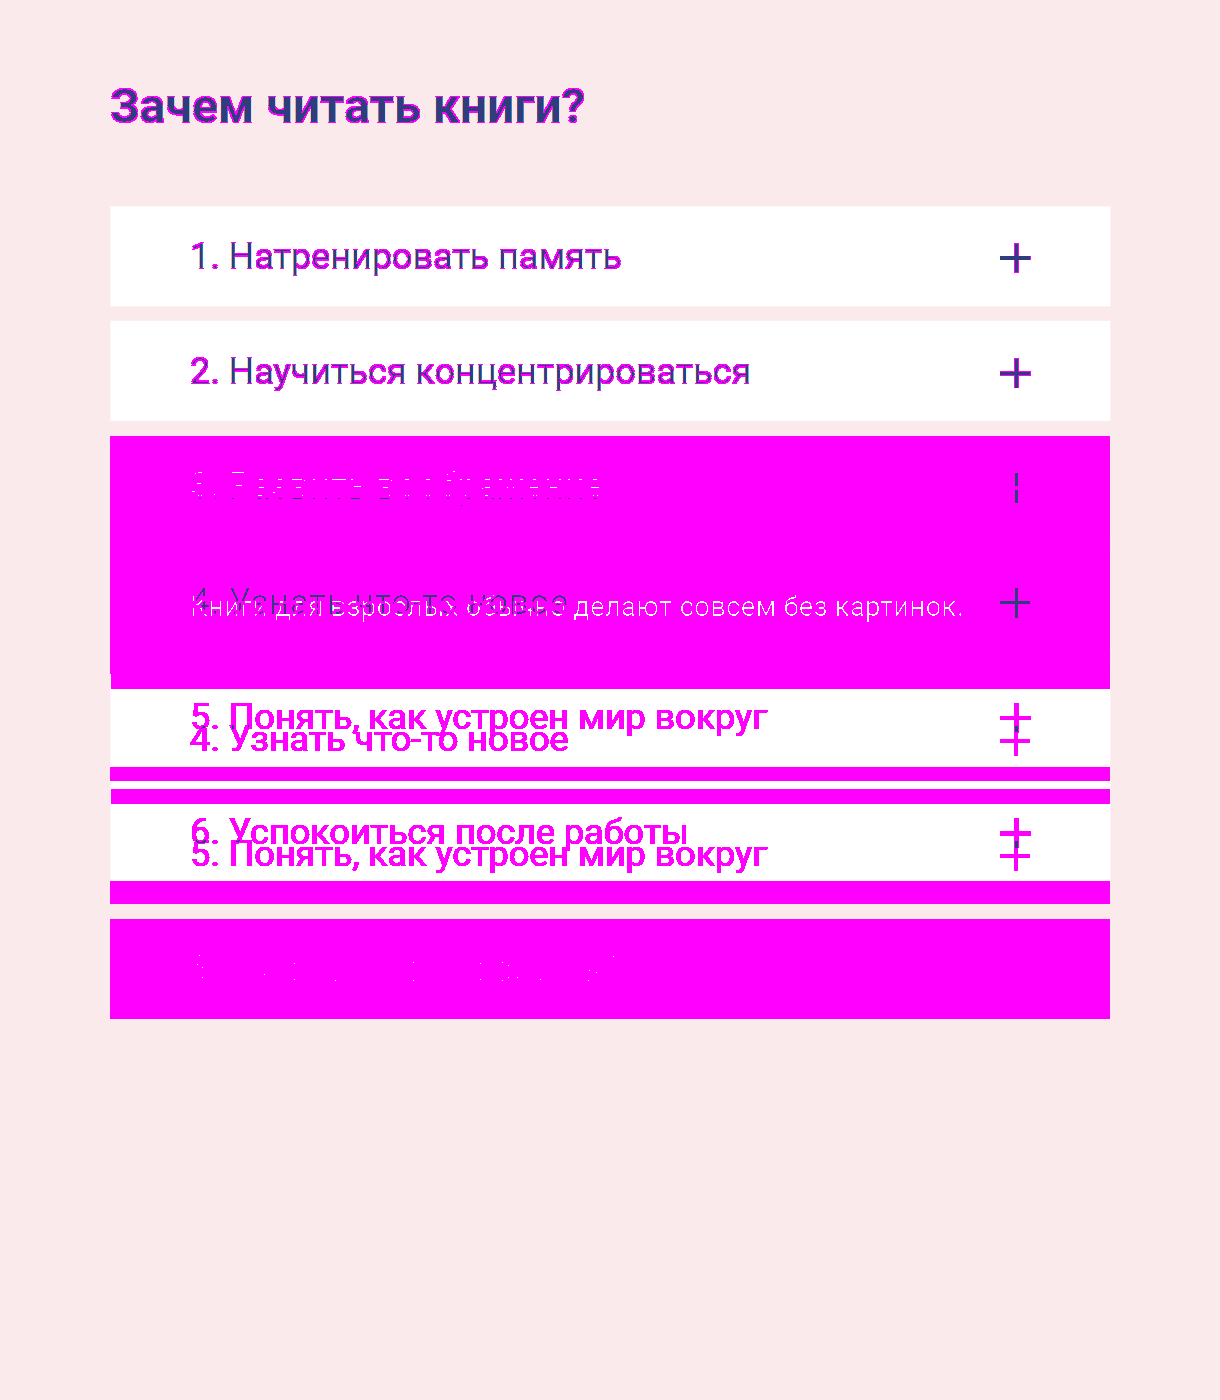 Зачем читать книги?
1. Натренировать память
2. Научиться концентрироваться
3. Развить воображение
4. Узнать что-то новое
Книги для взрослых обычно делают совсем без картинок.
5. Понять, как устроен мир вокруг
4. Узнать что-то новое
6. Успокоиться после работы
5. Понять, как устроен мир вокруг